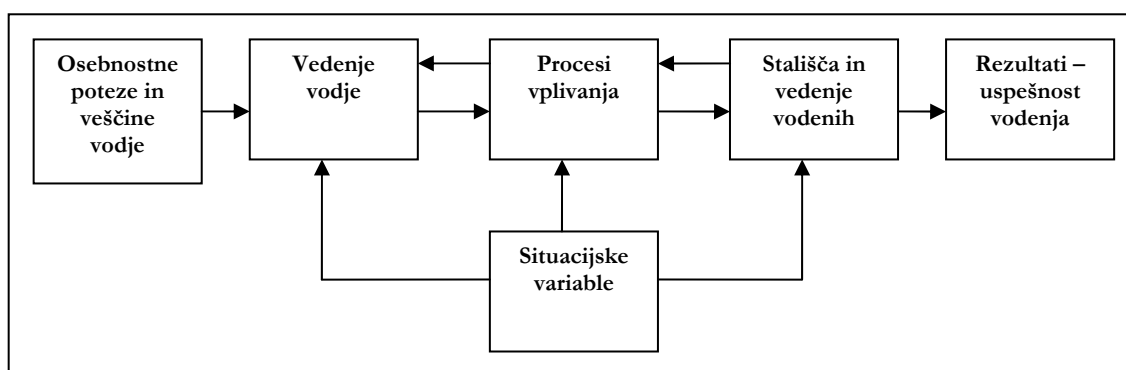 Osebnostne
poteze in
veščine
vodje
Vedenje
vodje
Procesi
vplivanja
Stališča in
vedenje
vodenih
Rezultati –
uspešnost
vodenja
Situacijske
variable